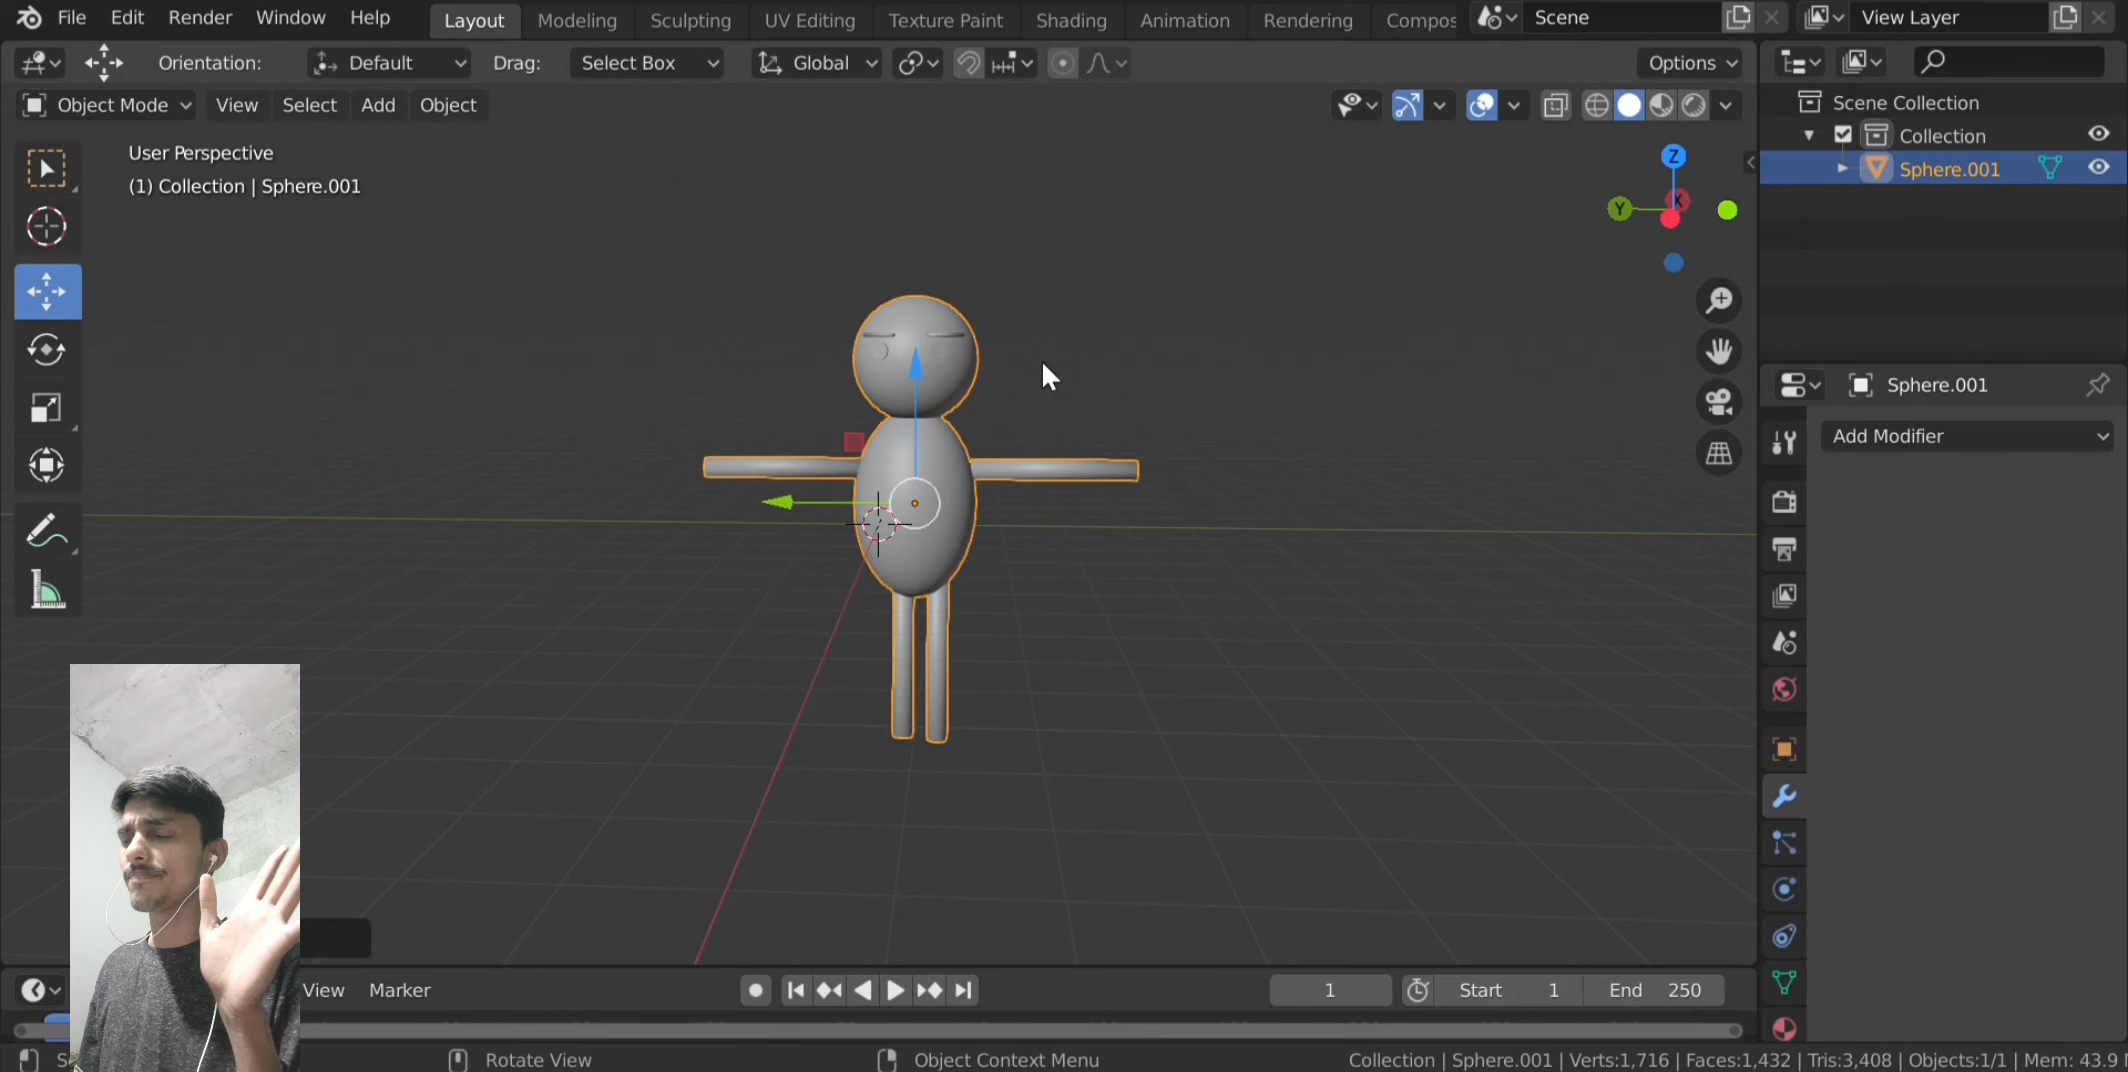 File Edit Render Window Help Layout Modeling Sculpting UV Editing Texture Paint Shading Animation Rendering Compos Scene View Layer
Orientation: Default Drag: Select Box Global Options
Object Mode View Select Add Object
User Perspective
(1) Collection | Sphere.001
Z
Y
X
Scene Collection
Collection
Sphere.001
Sphere.001
Add Modifier
View Marker 1 Start 1 End 250
Rotate View Object Context Menu Collection | Sphere.001 | Verts:1,716 | Faces:1,432 | Tris:3,408 | Objects:1/1 | Mem: 43.9